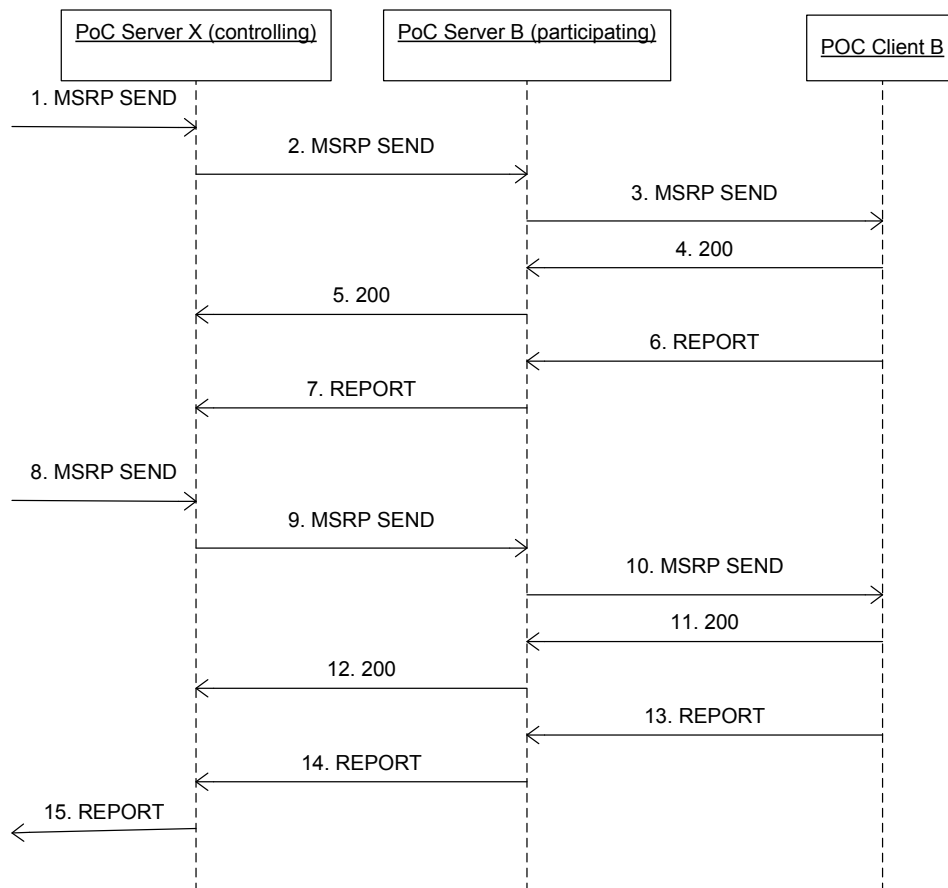 PoC Server X (controlling)
PoC Server B (participating)
POC Client B
1. MSRP SEND
2. MSRP SEND
3. MSRP SEND
4. 200
5. 200
6. REPORT
7. REPORT
8. MSRP SEND
9. MSRP SEND
10. MSRP SEND
11. 200
12. 200
13. REPORT
14. REPORT
15. REPORT